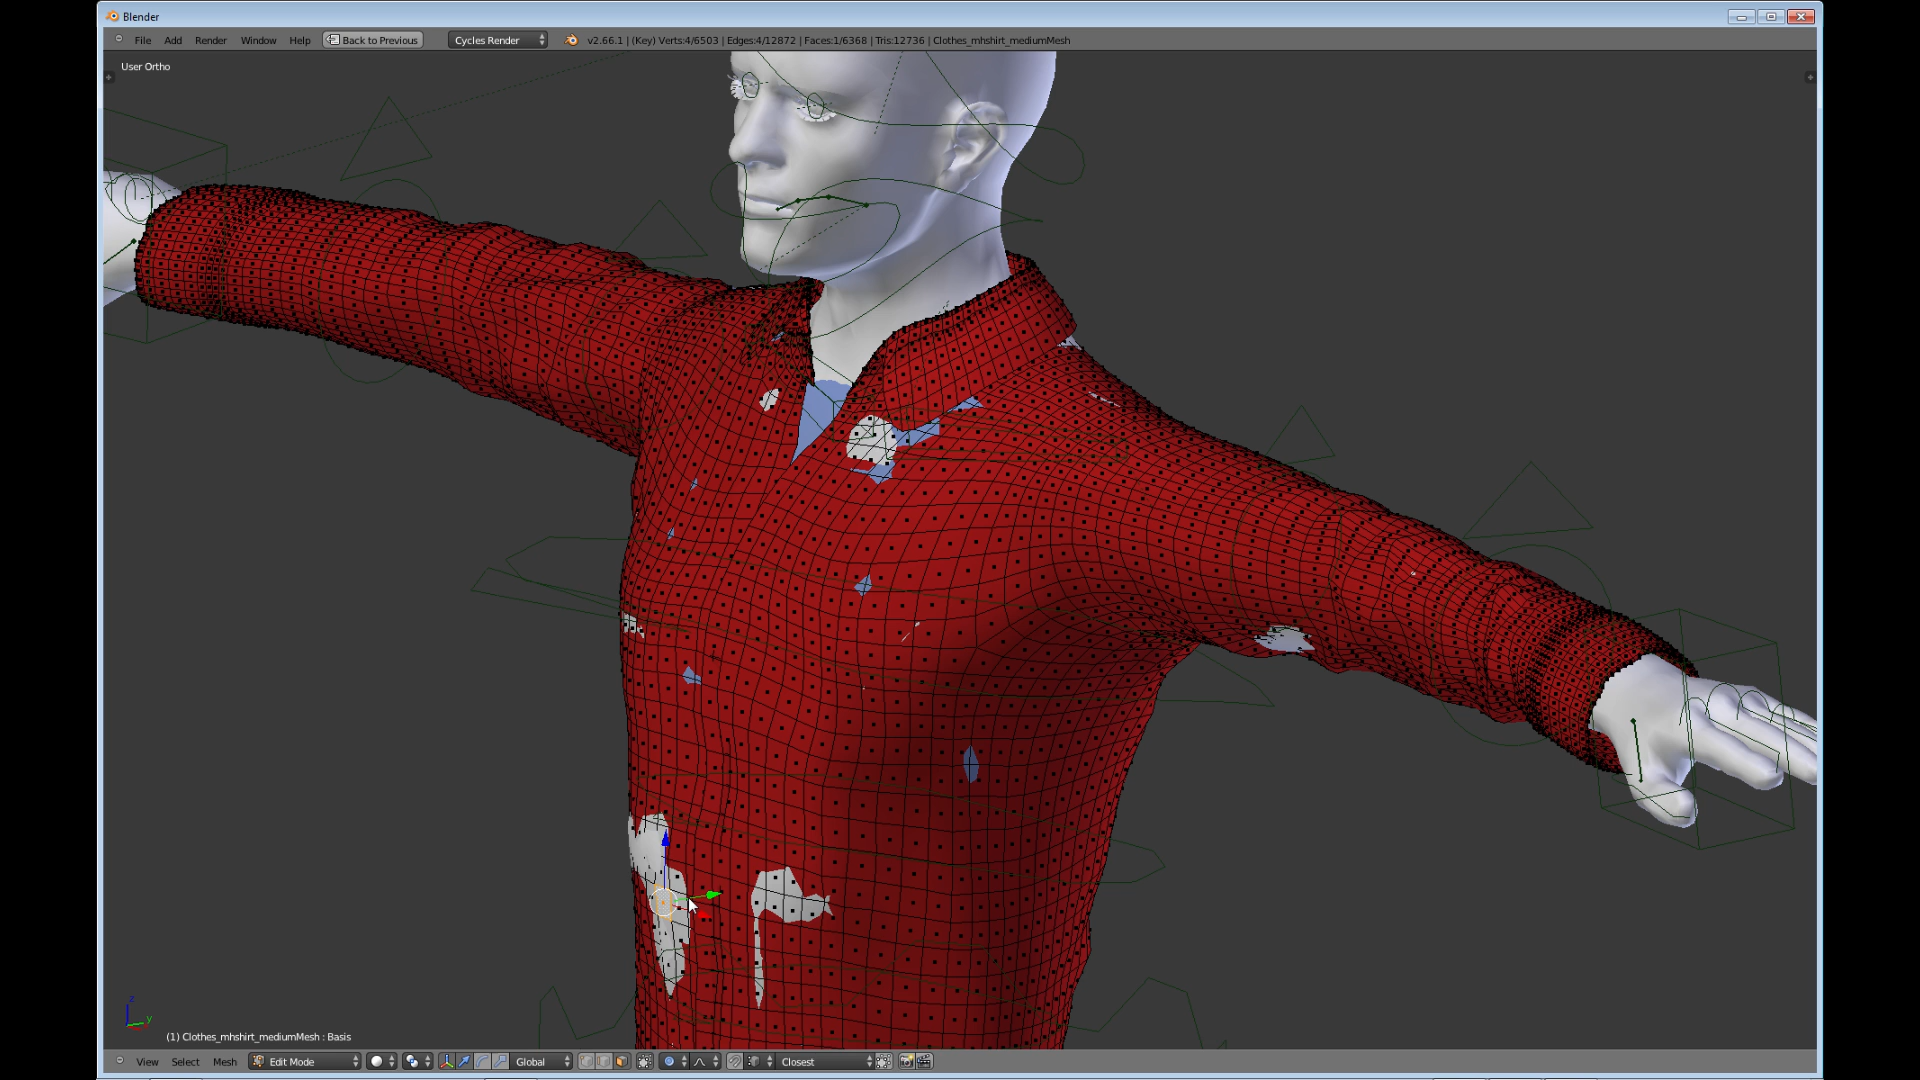 Blender
File Add Render Window Help Back to Previous Cycles Render v2.66.1 | (Key) Verts:4/6503 | Edges:4/12872 | Faces:1/6368 | Tris:12736 | Clothes_mhshirt_mediumMesh
User Ortho
z
y
(1) Clothes_mhshirt_mediumMesh : Basis
View Select Mesh Edit Mode Global Closest